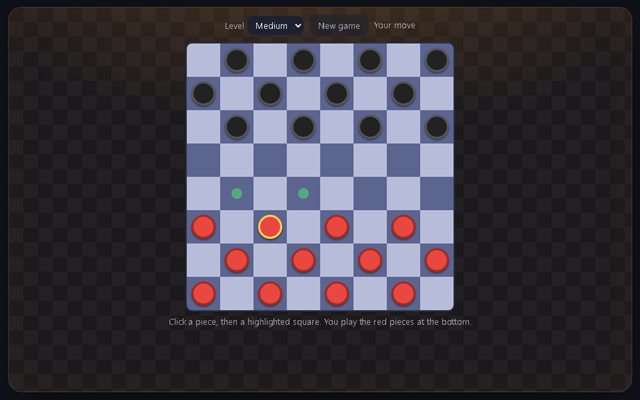 Level Medium New game Your move
Click a piece, then a highlighted square. You play the red pieces at the bottom.